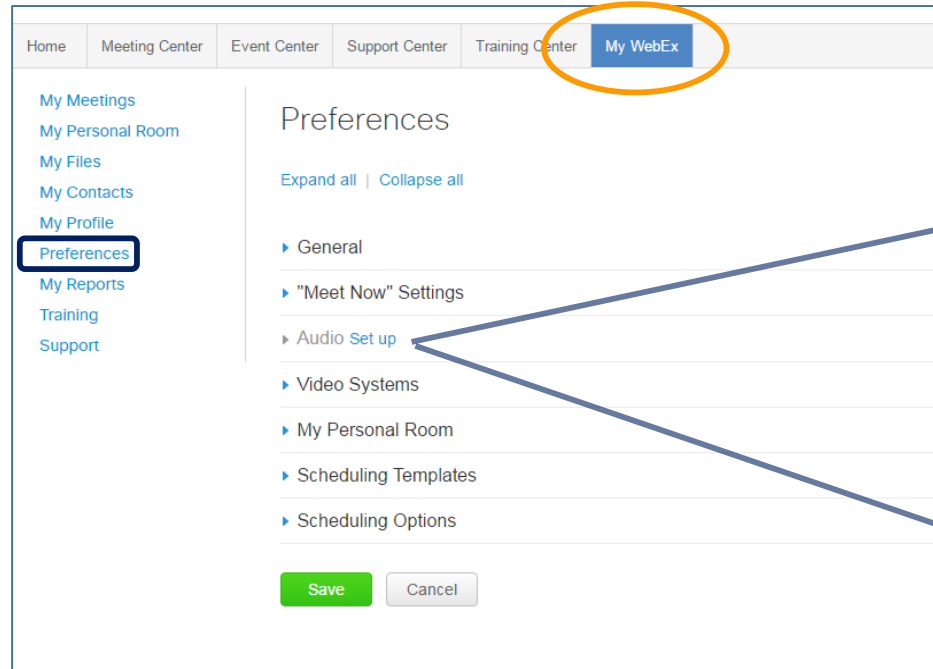 Home Meeting Center Event Center Support Center Training Center My WebEx
My Meetings
My Personal Room
My Files
My Contacts
My Profile
Preferences
My Reports
Training
Support
Preferences
Expand all | Collapse all
General
"Meet Now" Settings
Audio Set up
Video Systems
My Personal Room
Scheduling Templates
Scheduling Options
Save Cancel